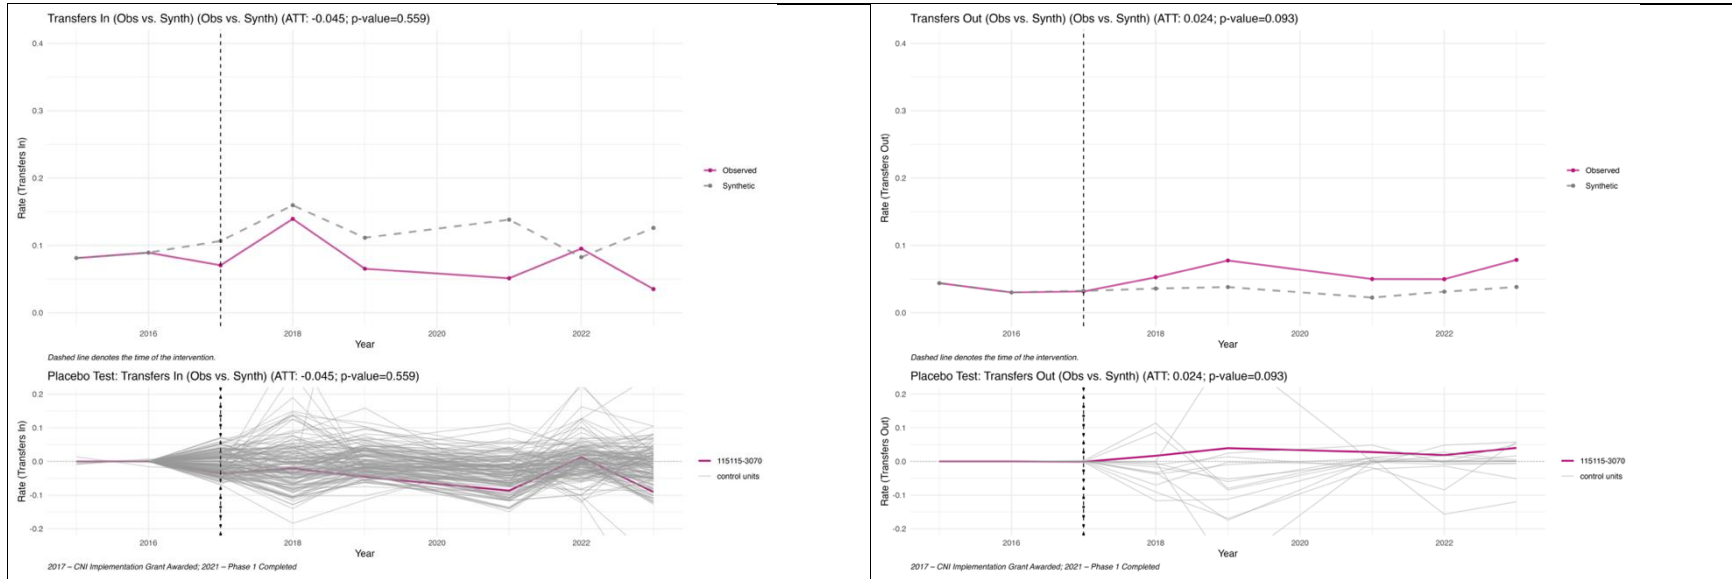 Transfers In (Obs vs. Synth) (Obs vs. Synth) (ATT: -0.045; p-value=0.559)
0.4
0.3
0.2
0.1
0.0
Rate (Transfers In)
2016
2018
2020
2022
Year
Observed
Synthetic
Dashed line denotes the time of the intervention.
Placebo Test: Transfers In (Obs vs. Synth) (ATT: -0.045; p-value=0.559)
0.2
0.1
0.0
-0.1
-0.2
Rate (Transfers In)
2016
2018
2020
2022
Year
115115-3070
control units
2017 – CNI Implementation Grant Awarded; 2021 – Phase 1 Completed
Transfers Out (Obs vs. Synth) (Obs vs. Synth) (ATT: 0.024; p-value=0.093)
0.4
0.3
0.2
0.1
0.0
Rate (Transfers Out)
2016
2018
2020
2022
Year
Observed
Synthetic
Dashed line denotes the time of the intervention.
Placebo Test: Transfers Out (Obs vs. Synth) (ATT: 0.024; p-value=0.093)
0.2
0.1
0.0
-0.1
-0.2
Rate (Transfers Out)
2016
2018
2020
2022
Year
115115-3070
control units
2017 – CNI Implementation Grant Awarded; 2021 – Phase 1 Completed